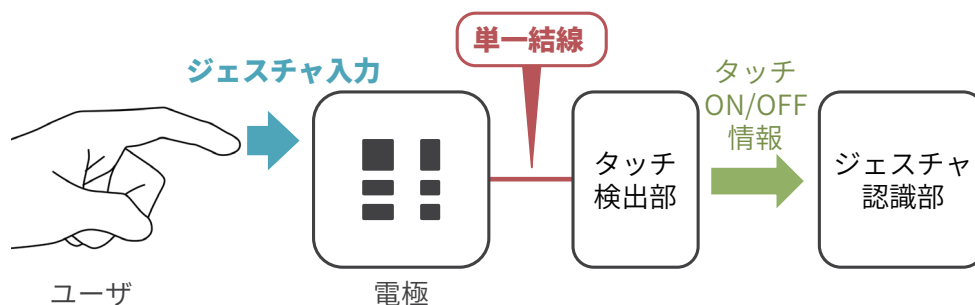 単一結線
ジェスチャ入力
タッチ
ON/OFF
情報
タッチ
検出部
ジェスチャ
認識部
ユーザ
電極